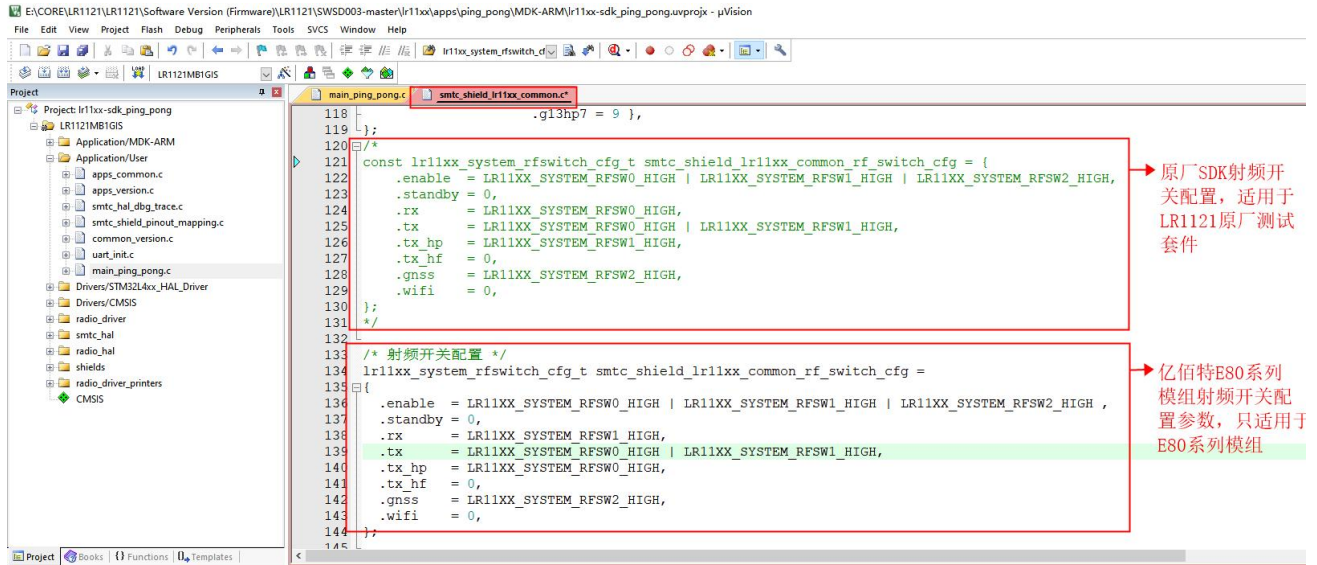 E:\CORE\LR1121\LR1121\Software Version (Firmware)\LR1121\SWSD003-master\lr11xx\apps\ping_pong\MDK-ARM\lr11xx-sdk_ping_pong.uvprojx - µVision
File Edit View Project Flash Debug Peripherals Tools SVCS Window Help
lr11xx_system_rfswitch_cf
LOAD LR1121MB1GIS
Project
main_ping_pong.c smtc_shield_lr11xx_common.c*
Project: lr11xx-sdk_ping_pong
LR1121MB1GIS
Application/MDK-ARM
Application/User
apps_common.c
apps_version.c
smtc_hal_dbg_trace.c
smtc_shield_pinout_mapping.c
common_version.c
uart_init.c
main_ping_pong.c
Drivers/STM32L4xx_HAL_Driver
Drivers/CMSIS
radio_driver
smtc_hal
radio_hal
shields
radio_driver_printers
CMSIS
118 .g13hp7 = 9 },
119 };
120 /*
121 const lr11xx_system_rfswitch_cfg_t smtc_shield_lr11xx_common_rf_switch_cfg = {
122 .enable = LR11XX_SYSTEM_RFSW0_HIGH | LR11XX_SYSTEM_RFSW1_HIGH | LR11XX_SYSTEM_RFSW2_HIGH,
123 .standby = 0,
124 .rx = LR11XX_SYSTEM_RFSW0_HIGH,
125 .tx = LR11XX_SYSTEM_RFSW0_HIGH | LR11XX_SYSTEM_RFSW1_HIGH,
126 .tx_hp = LR11XX_SYSTEM_RFSW1_HIGH,
127 .tx_hf = 0,
128 .gnss = LR11XX_SYSTEM_RFSW2_HIGH,
129 .wifi = 0,
130 };
131 */
132
133 /* 射频开关配置 */
134 lr11xx_system_rfswitch_cfg_t smtc_shield_lr11xx_common_rf_switch_cfg =
135 {
136 .enable = LR11XX_SYSTEM_RFSW0_HIGH | LR11XX_SYSTEM_RFSW1_HIGH | LR11XX_SYSTEM_RFSW2_HIGH ,
137 .standby = 0,
138 .rx = LR11XX_SYSTEM_RFSW1_HIGH,
139 .tx = LR11XX_SYSTEM_RFSW0_HIGH | LR11XX_SYSTEM_RFSW1_HIGH,
140 .tx_hp = LR11XX_SYSTEM_RFSW0_HIGH,
141 .tx_hf = 0,
142 .gnss = LR11XX_SYSTEM_RFSW2_HIGH,
143 .wifi = 0,
144 };
145
原厂SDK射频开
关配置，适用于
LR1121原厂测试
套件
亿佰特E80系列
模组射频开关配
置参数，只适用于
E80系列模组
Project Books {} Functions 0 Templates